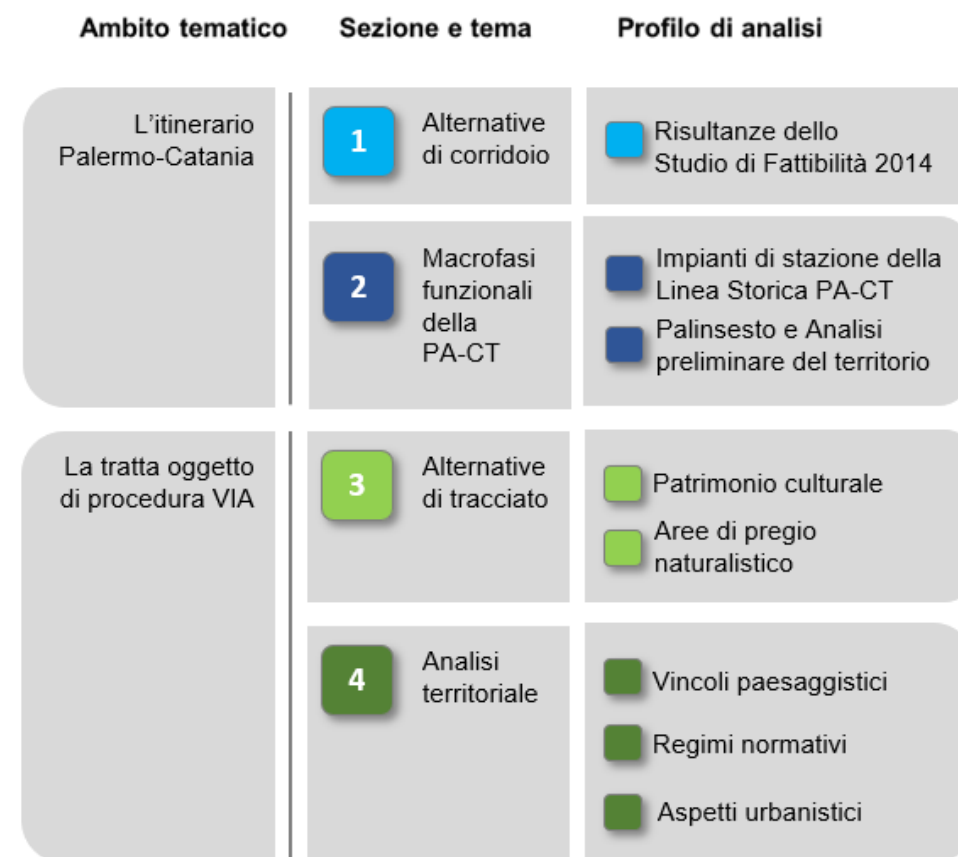 Ambito tematico
Sezione e tema
Profilo di analisi
L'itinerario
Palermo-Catania
1
Alternative
di corridoio
Risultanze dello
Studio di Fattibilità 2014
2
Macrofasi
funzionali
della
PA-CT
Impianti di stazione della
Linea Storica PA-CT
Palinsesto e Analisi
preliminare del territorio
La tratta oggetto
di procedura VIA
3
Alternative
di tracciato
Patrimonio culturale
Aree di pregio
naturalistico
4
Analisi
territoriale
Vincoli paesaggistici
Regimi normativi
Aspetti urbanistici